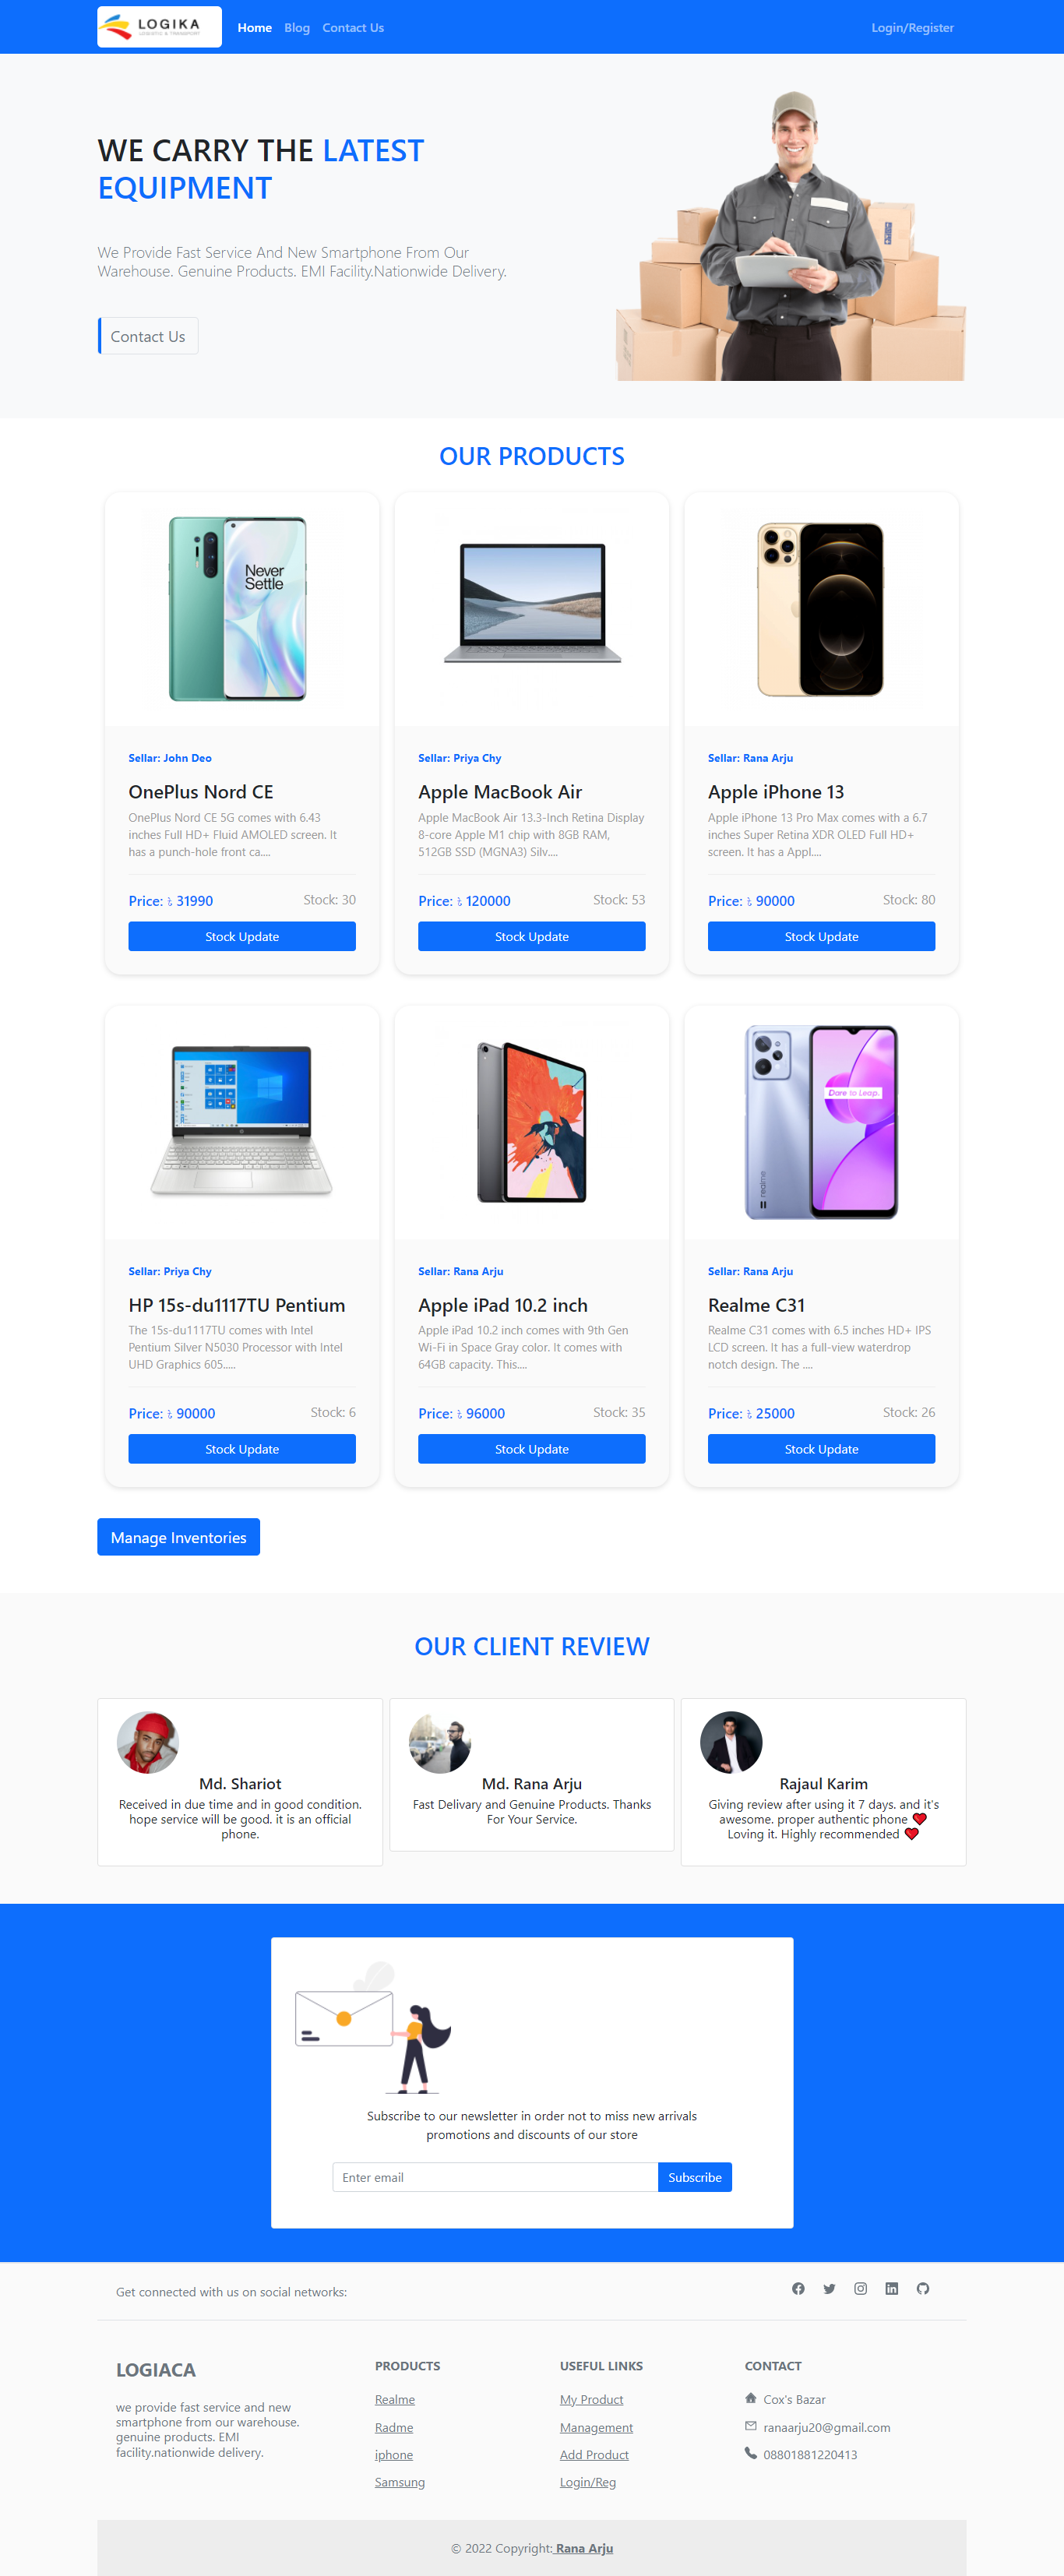 LOGIKA
Home Blog Contact Us Login/Register
WE CARRY THE LATEST
EQUIPMENT
We Provide Fast Service And New Smartphone From Our
Warehouse. Genuine Products. EMI Facility.Nationwide Delivery.
Contact Us
OUR PRODUCTS
Never
Settle
Sellar: John Deo
OnePlus Nord CE
OnePlus Nord CE 5G comes with 6.43
inches Full HD+ Fluid AMOLED screen. It
has a punch-hole front ca....
Price: ৳ 31990 Stock: 30
Stock Update
Sellar: Priya Chy
Apple MacBook Air
Apple MacBook Air 13.3-Inch Retina Display
8-core Apple M1 chip with 8GB RAM,
512GB SSD (MGNA3) Silv....
Price: ৳ 120000 Stock: 53
Stock Update
Sellar: Rana Arju
Apple iPhone 13
Apple iPhone 13 Pro Max comes with a 6.7
inches Super Retina XDR OLED Full HD+
screen. It has a Appl....
Price: ৳ 90000 Stock: 80
Stock Update
Sellar: Priya Chy
HP 15s-du1117TU Pentium
The 15s-du1117TU comes with Intel
Pentium Silver N5030 Processor with Intel
UHD Graphics 605.....
Price: ৳ 90000 Stock: 6
Stock Update
Sellar: Rana Arju
Apple iPad 10.2 inch
Apple iPad 10.2 inch comes with 9th Gen
Wi-Fi in Space Gray color. It comes with
64GB capacity. This....
Price: ৳ 96000 Stock: 35
Stock Update
Dare to Leap.
realme
Sellar: Rana Arju
Realme C31
Realme C31 comes with 6.5 inches HD+ IPS
LCD screen. It has a full-view waterdrop
notch design. The ....
Price: ৳ 25000 Stock: 26
Stock Update
Manage Inventories
OUR CLIENT REVIEW
Md. Shariot
Received in due time and in good condition.
hope service will be good. it is an official
phone.
Md. Rana Arju
Fast Delivary and Genuine Products. Thanks
For Your Service.
Rajaul Karim
Giving review after using it 7 days. and it's
awesome. proper authentic phone ❤
Loving it. Highly recommended ❤
Subscribe to our newsletter in order not to miss new arrivals
promotions and discounts of our store
Enter email Subscribe
Get connected with us on social networks:
LOGIACA
we provide fast service and new
smartphone from our warehouse.
genuine products. EMI
facility.nationwide delivery.
PRODUCTS
Realme
Radme
iphone
Samsung
USEFUL LINKS
My Product
Management
Add Product
Login/Reg
CONTACT
Cox's Bazar
ranaarju20@gmail.com
08801881220413
© 2022 Copyright: Rana Arju